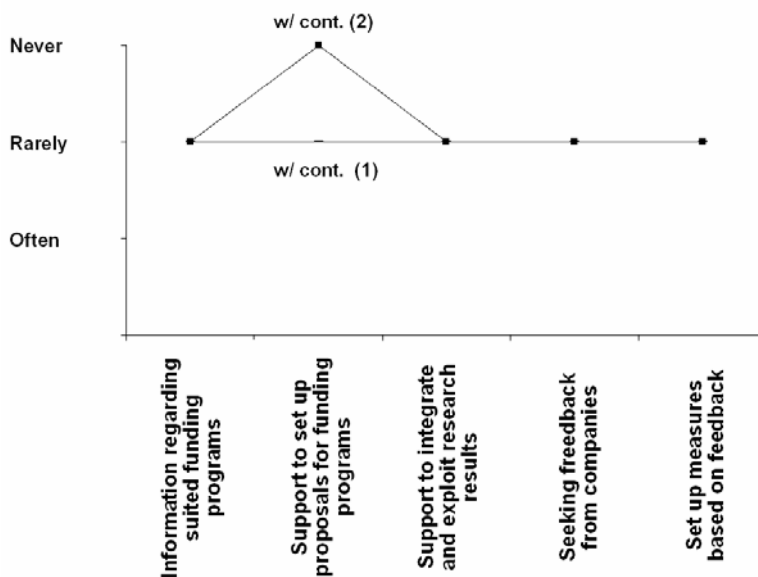 w/ cont. (2)
Never
Rarely
w/ cont. (1)
Often
Information regarding
suited funding
programs
Support to set up
proposals for funding
programs
Support to integrate
and exploit research
results
Seeking freedback
from companies
Set up measures
based on feedback